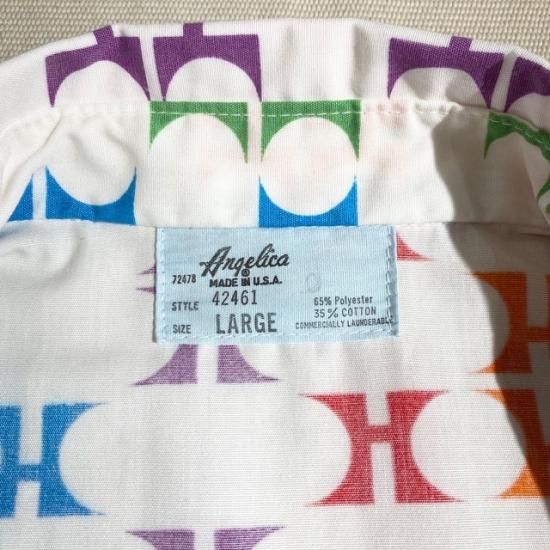 Angelica
®
72478 MADE IN U.S.A.
STYLE 42461 65% Polyester
35% COTTON
SIZE LARGE COMMERCIALLY LAUNDERABLE
H
H